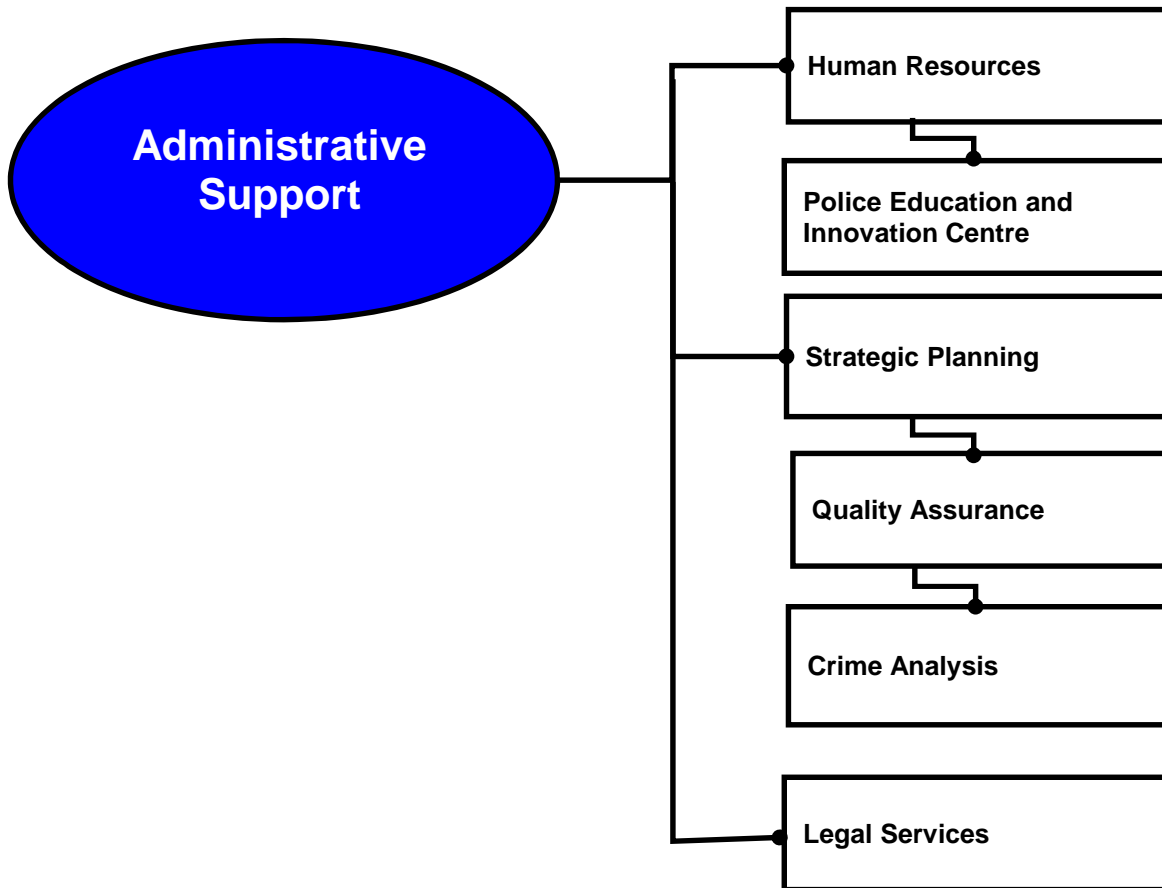 Administrative
Support
Human Resources
Police Education and
Innovation Centre
Strategic Planning
Quality Assurance
Crime Analysis
Legal Services